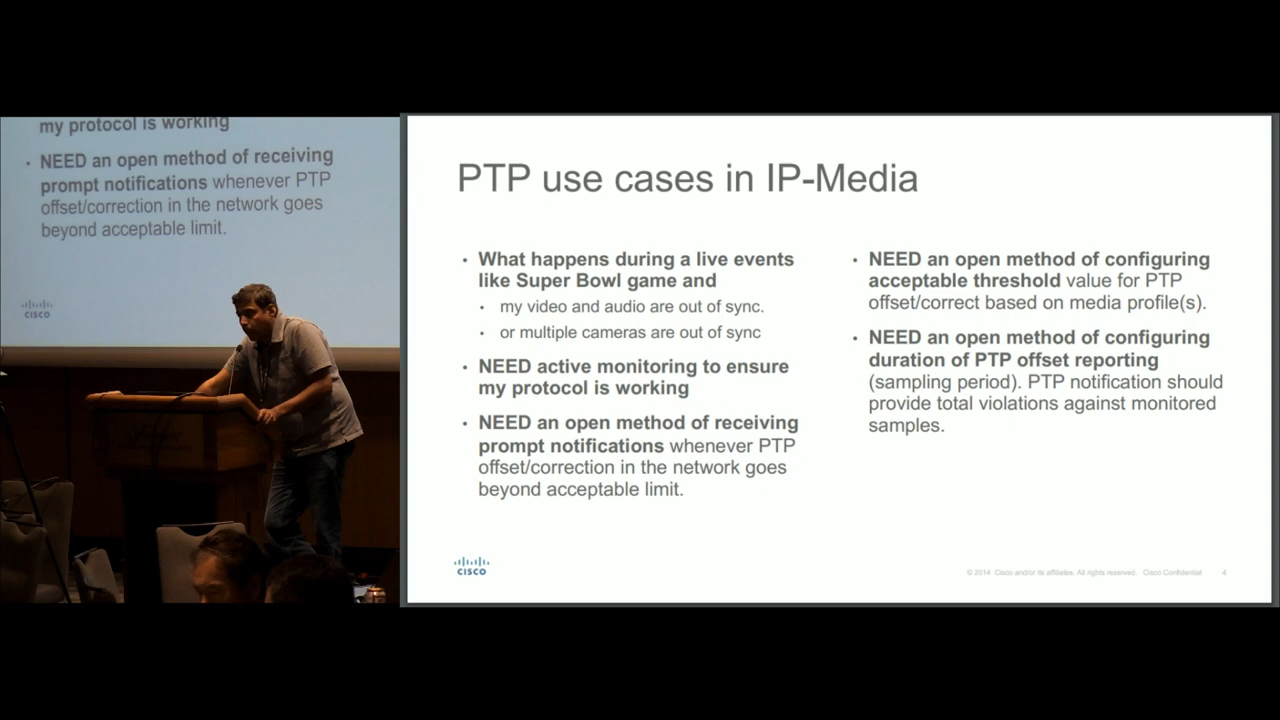 my protocol is working
• NEED an open method of receiving
prompt notifications whenever PTP
offset/correction in the network goes
beyond acceptable limit.
CISCO
PTP use cases in IP-Media
• What happens during a live events
like Super Bowl game and
• my video and audio are out of sync.
• or multiple cameras are out of sync
• NEED active monitoring to ensure
my protocol is working
• NEED an open method of receiving
prompt notifications whenever PTP
offset/correction in the network goes
beyond acceptable limit.
• NEED an open method of configuring
acceptable threshold value for PTP
offset/correct based on media profile(s).
• NEED an open method of configuring
duration of PTP offset reporting
(sampling period). PTP notification should
provide total violations against monitored
samples.
CISCO
© 2014 Cisco and/or its affiliates. All rights reserved. Cisco Confidential 4